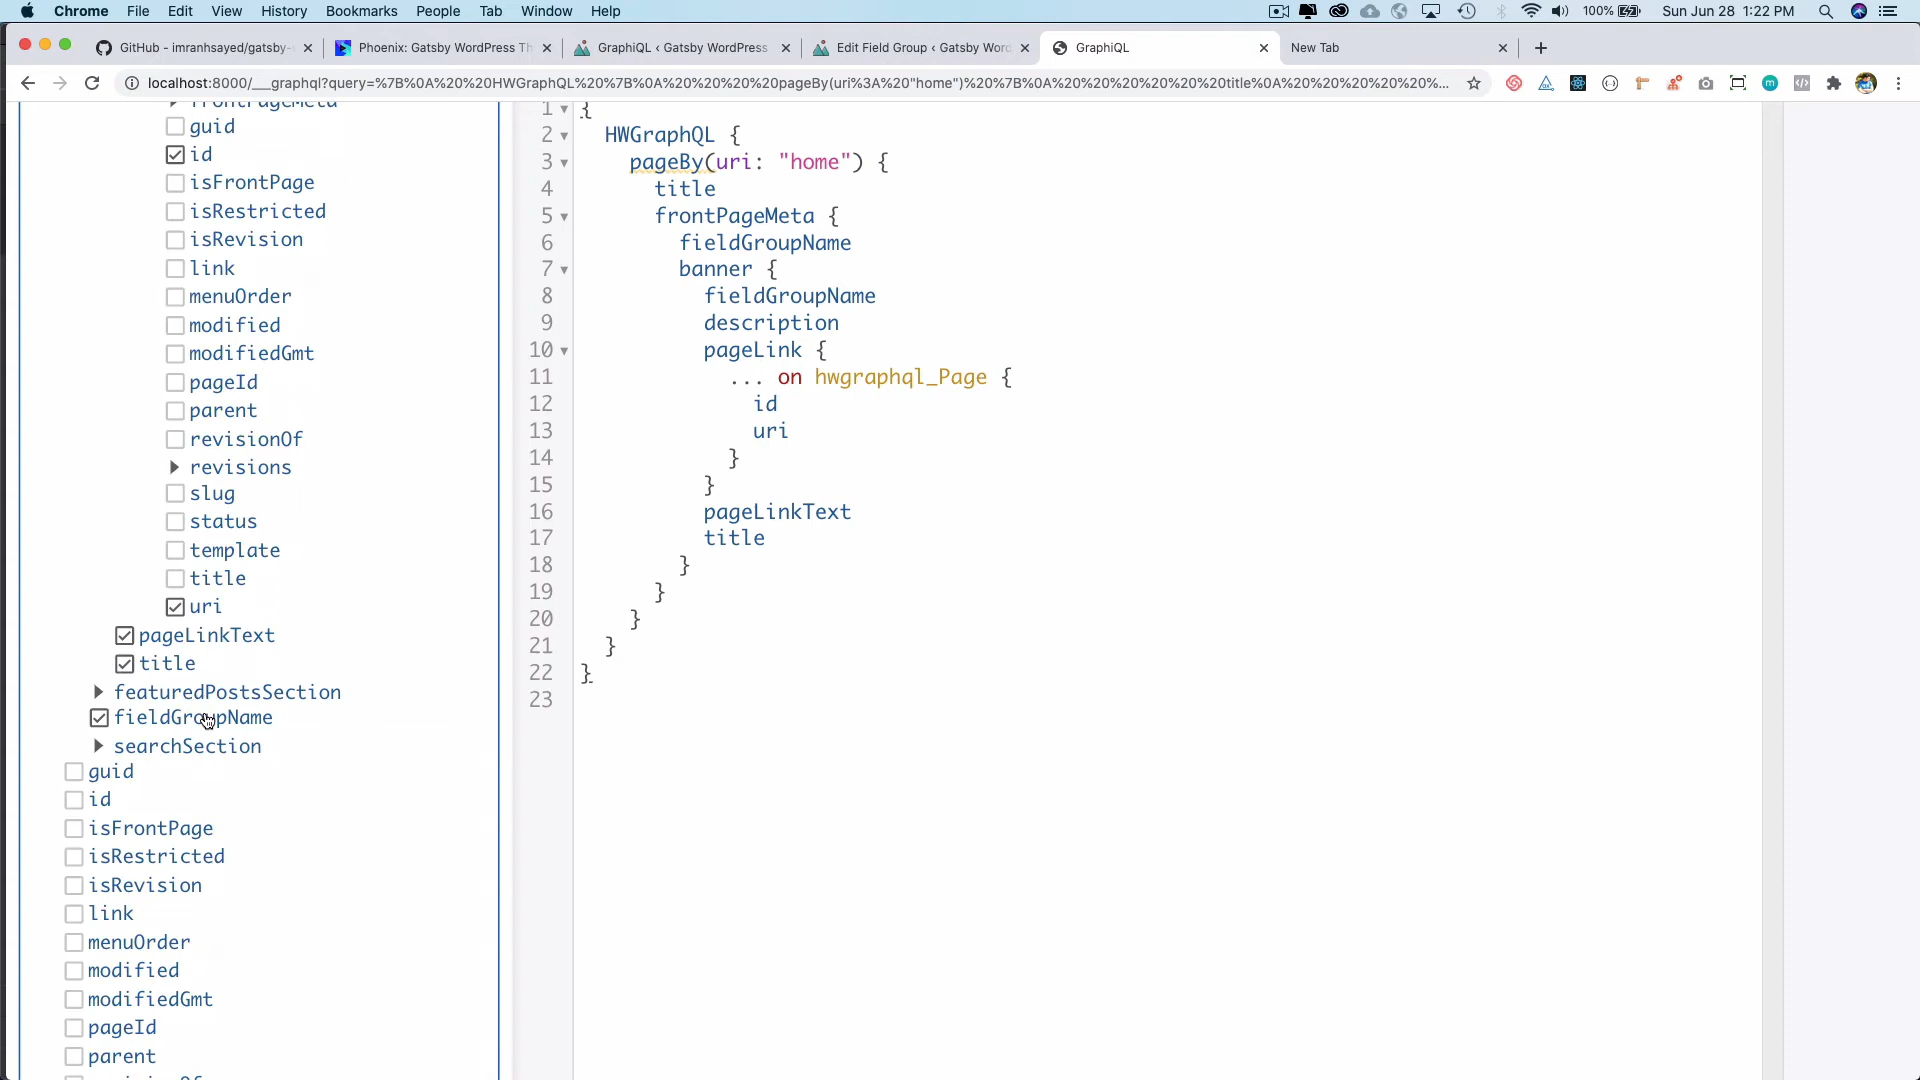 Chrome File Edit View History Bookmarks People Tab Window Help 100% Sun Jun 28 1:22 PM
GitHub - imranhsayed/gatsby- Phoenix: Gatsby WordPress Th GraphiQL ‹ Gatsby WordPress Edit Field Group ‹ Gatsby Word GraphiQL New Tab
localhost:8000/___graphql?query=%7B%0A%20%20HWGraphQL%20%7B%0A%20%20%20%20pageBy(uri%3A%20"home")%20%7B%0A%20%20%20%20%20%20title%0A%20%20%20%20%20%...
frontPageMeta
guid
id
isFrontPage
isRestricted
isRevision
link
menuOrder
modified
modifiedGmt
pageId
parent
revisionOf
revisions
slug
status
template
title
uri
pageLinkText
title
featuredPostsSection
fieldGroupName
searchSection
guid
id
isFrontPage
isRestricted
isRevision
link
menuOrder
modified
modifiedGmt
pageId
parent
1 {
2 HWGraphQL {
3 pageBy(uri: "home") {
4 title
5 frontPageMeta {
6 fieldGroupName
7 banner {
8 fieldGroupName
9 description
10 pageLink {
11 ... on hwgraphql_Page {
12 id
13 uri
14 }
15 }
16 pageLinkText
17 title
18 }
19 }
20 }
21 }
22 }
23